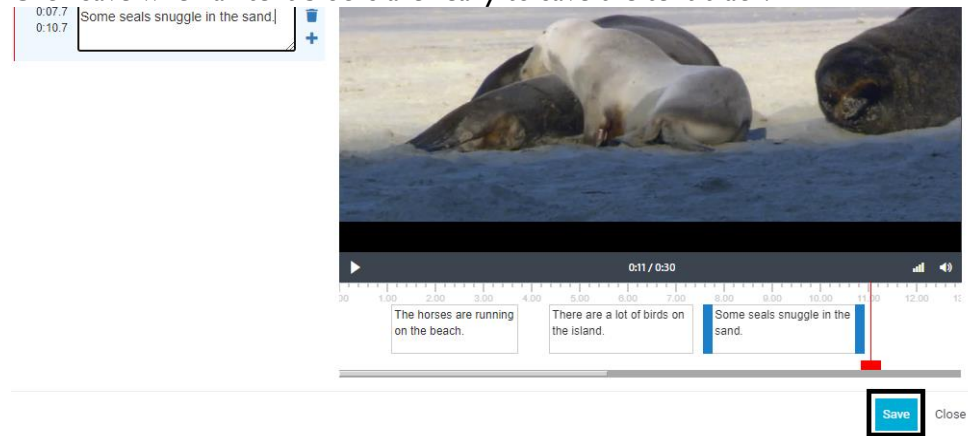 0:07.7
Some seals snuggle in the sand.
0:10.7
0:11 / 0:30
1.00 2.00 3.00 4.00 5.00 6.00 7.00 8.00 9.00 10.00 12.00
The horses are running
on the beach.
There are a lot of birds on
the island.
Some seals snuggle in the
sand.
Save Close